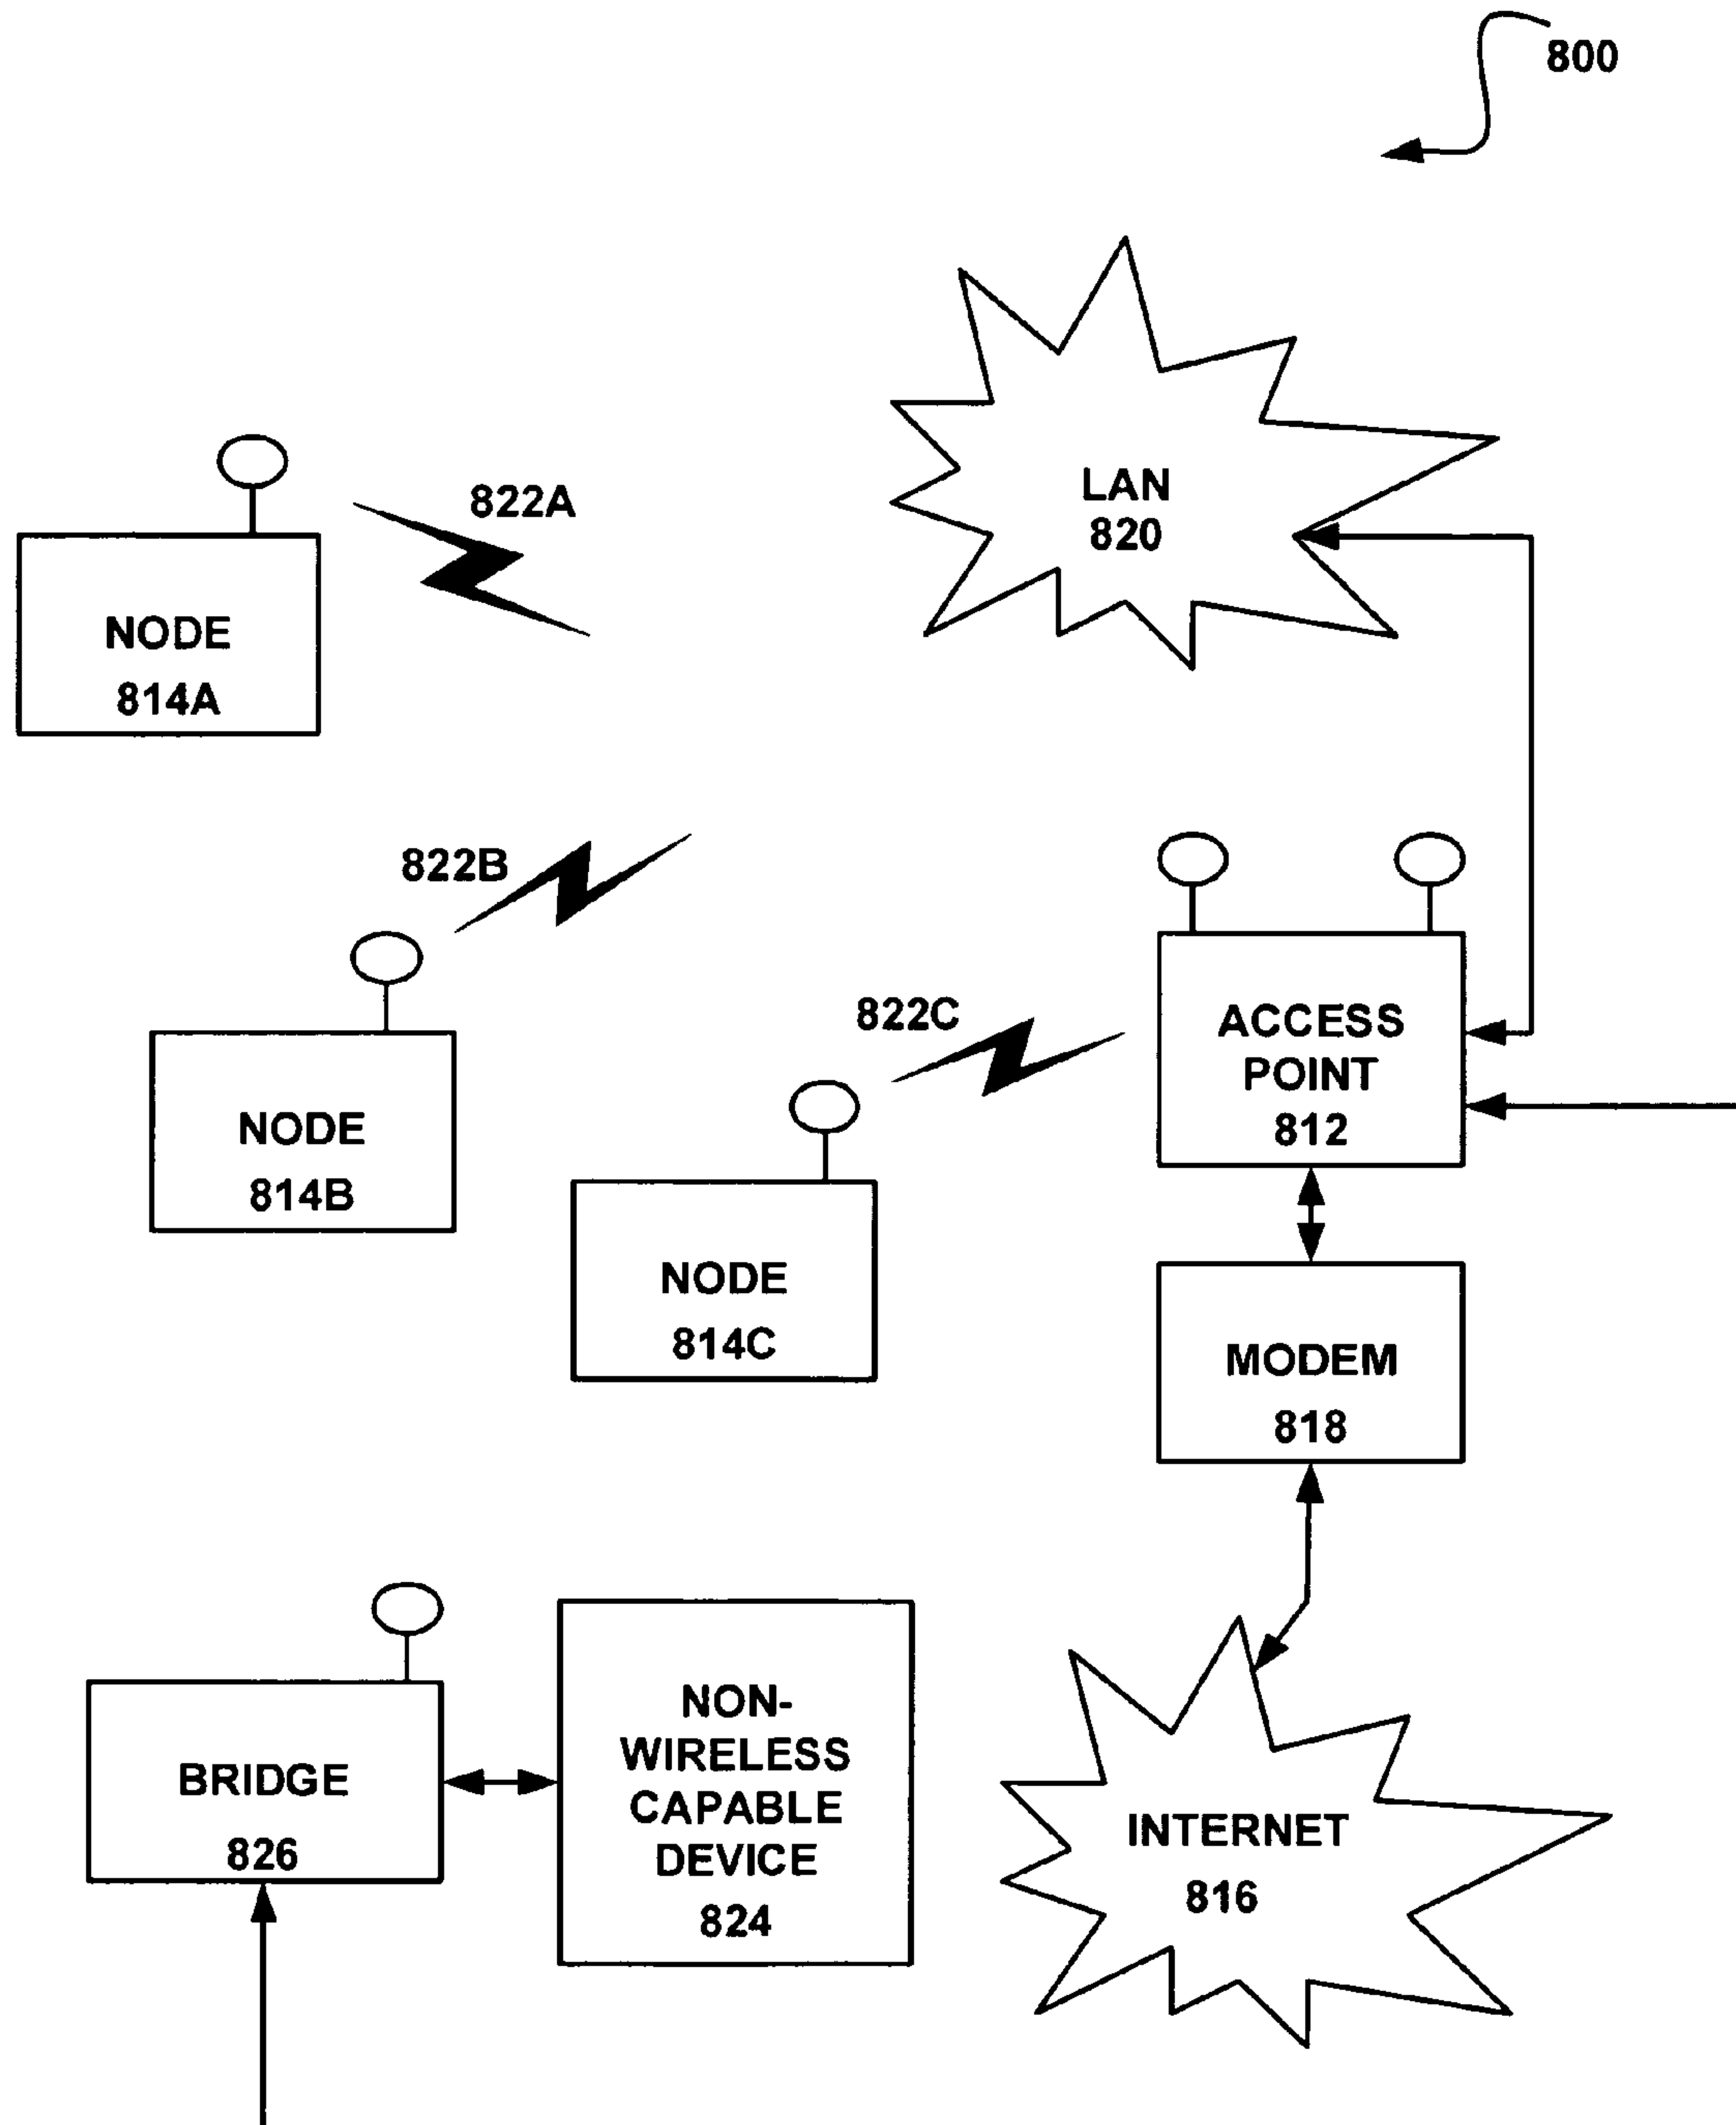 800
LAN
820
822A
NODE
814A
822B
822C
ACCESS
POINT
812
NODE
814B
NODE
814C
MODEM
818
NON-
WIRELESS
CAPABLE
DEVICE
824
BRIDGE
826
INTERNET
816